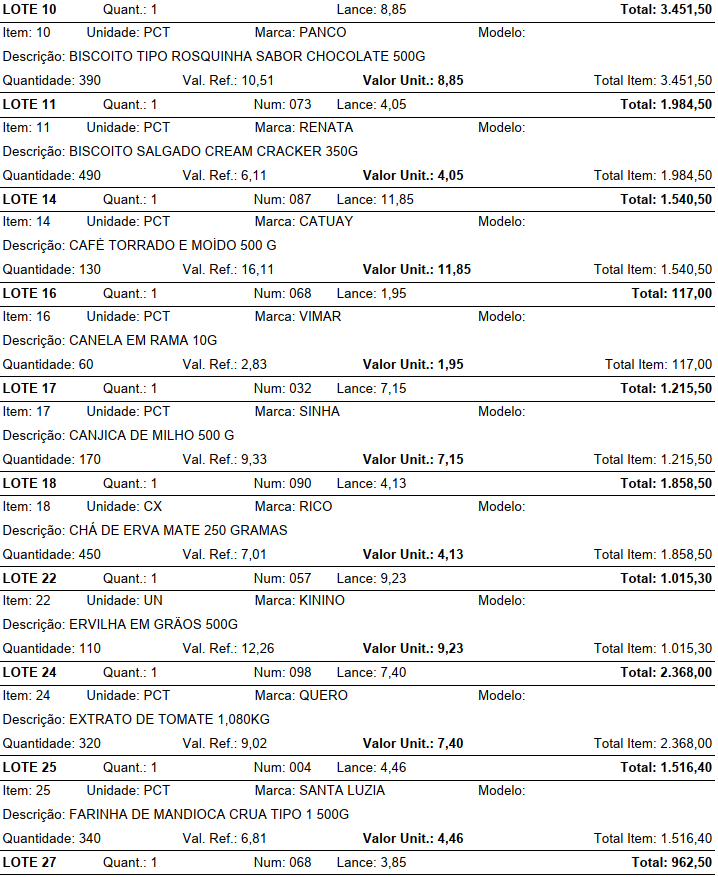 LOTE 10 Quant.: 1 Lance: 8,85 Total: 3.451,50
Item: 10 Unidade: PCT Marca: PANCO Modelo:
Descrição: BISCOITO TIPO ROSQUINHA SABOR CHOCOLATE 500G
Quantidade: 390 Val. Ref.: 10,51 Valor Unit.: 8,85 Total Item: 3.451,50
LOTE 11 Quant.: 1 Num: 073 Lance: 4,05 Total: 1.984,50
Item: 11 Unidade: PCT Marca: RENATA Modelo:
Descrição: BISCOITO SALGADO CREAM CRACKER 350G
Quantidade: 490 Val. Ref.: 6,11 Valor Unit.: 4,05 Total Item: 1.984,50
LOTE 14 Quant.: 1 Num: 087 Lance: 11,85 Total: 1.540,50
Item: 14 Unidade: PCT Marca: CATUAY Modelo:
Descrição: CAFÉ TORRADO E MOÍDO 500 G
Quantidade: 130 Val. Ref.: 16,11 Valor Unit.: 11,85 Total Item: 1.540,50
LOTE 16 Quant.: 1 Num: 068 Lance: 1,95 Total: 117,00
Item: 16 Unidade: PCT Marca: VIMAR Modelo:
Descrição: CANELA EM RAMA 10G
Quantidade: 60 Val. Ref.: 2,83 Valor Unit.: 1,95 Total Item: 117,00
LOTE 17 Quant.: 1 Num: 032 Lance: 7,15 Total: 1.215,50
Item: 17 Unidade: PCT Marca: SINHA Modelo:
Descrição: CANJICA DE MILHO 500 G
Quantidade: 170 Val. Ref.: 9,33 Valor Unit.: 7,15 Total Item: 1.215,50
LOTE 18 Quant.: 1 Num: 090 Lance: 4,13 Total: 1.858,50
Item: 18 Unidade: CX Marca: RICO Modelo:
Descrição: CHÁ DE ERVA MATE 250 GRAMAS
Quantidade: 450 Val. Ref.: 7,01 Valor Unit.: 4,13 Total Item: 1.858,50
LOTE 22 Quant.: 1 Num: 057 Lance: 9,23 Total: 1.015,30
Item: 22 Unidade: UN Marca: KININO Modelo:
Descrição: ERVILHA EM GRÃOS 500G
Quantidade: 110 Val. Ref.: 12,26 Valor Unit.: 9,23 Total Item: 1.015,30
LOTE 24 Quant.: 1 Num: 098 Lance: 7,40 Total: 2.368,00
Item: 24 Unidade: PCT Marca: QUERO Modelo:
Descrição: EXTRATO DE TOMATE 1,080KG
Quantidade: 320 Val. Ref.: 9,02 Valor Unit.: 7,40 Total Item: 2.368,00
LOTE 25 Quant.: 1 Num: 004 Lance: 4,46 Total: 1.516,40
Item: 25 Unidade: PCT Marca: SANTA LUZIA Modelo:
Descrição: FARINHA DE MANDIOCA CRUA TIPO 1 500G
Quantidade: 340 Val. Ref.: 6,81 Valor Unit.: 4,46 Total Item: 1.516,40
LOTE 27 Quant.: 1 Num: 068 Lance: 3,85 Total: 962,50